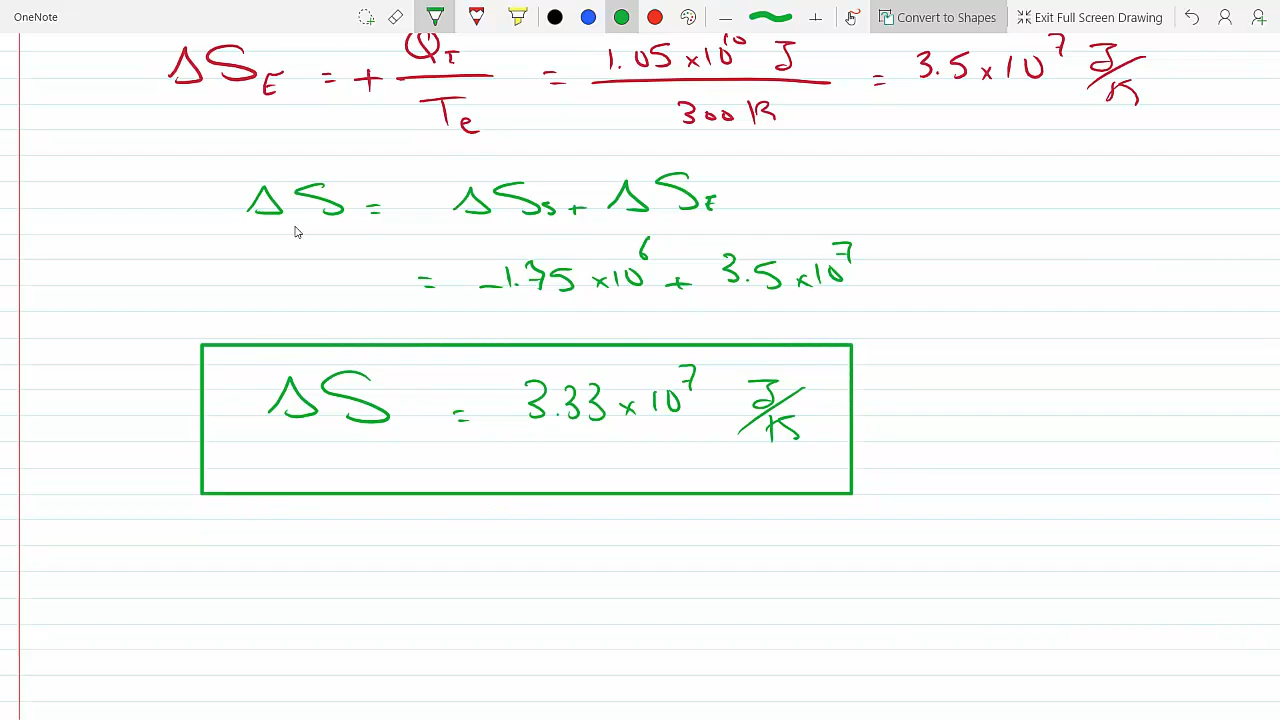 OneNote
Convert to Shapes
Exit Full Screen Drawing
ΔS_E = + Q_T / T_e = 1.05 × 10^10 J / 300 K = 3.5 × 10^7 J/K
ΔS = ΔS_S + ΔS_E
= -1.75 × 10^6 + 3.5 × 10^7
ΔS = 3.33 × 10^7 J/K